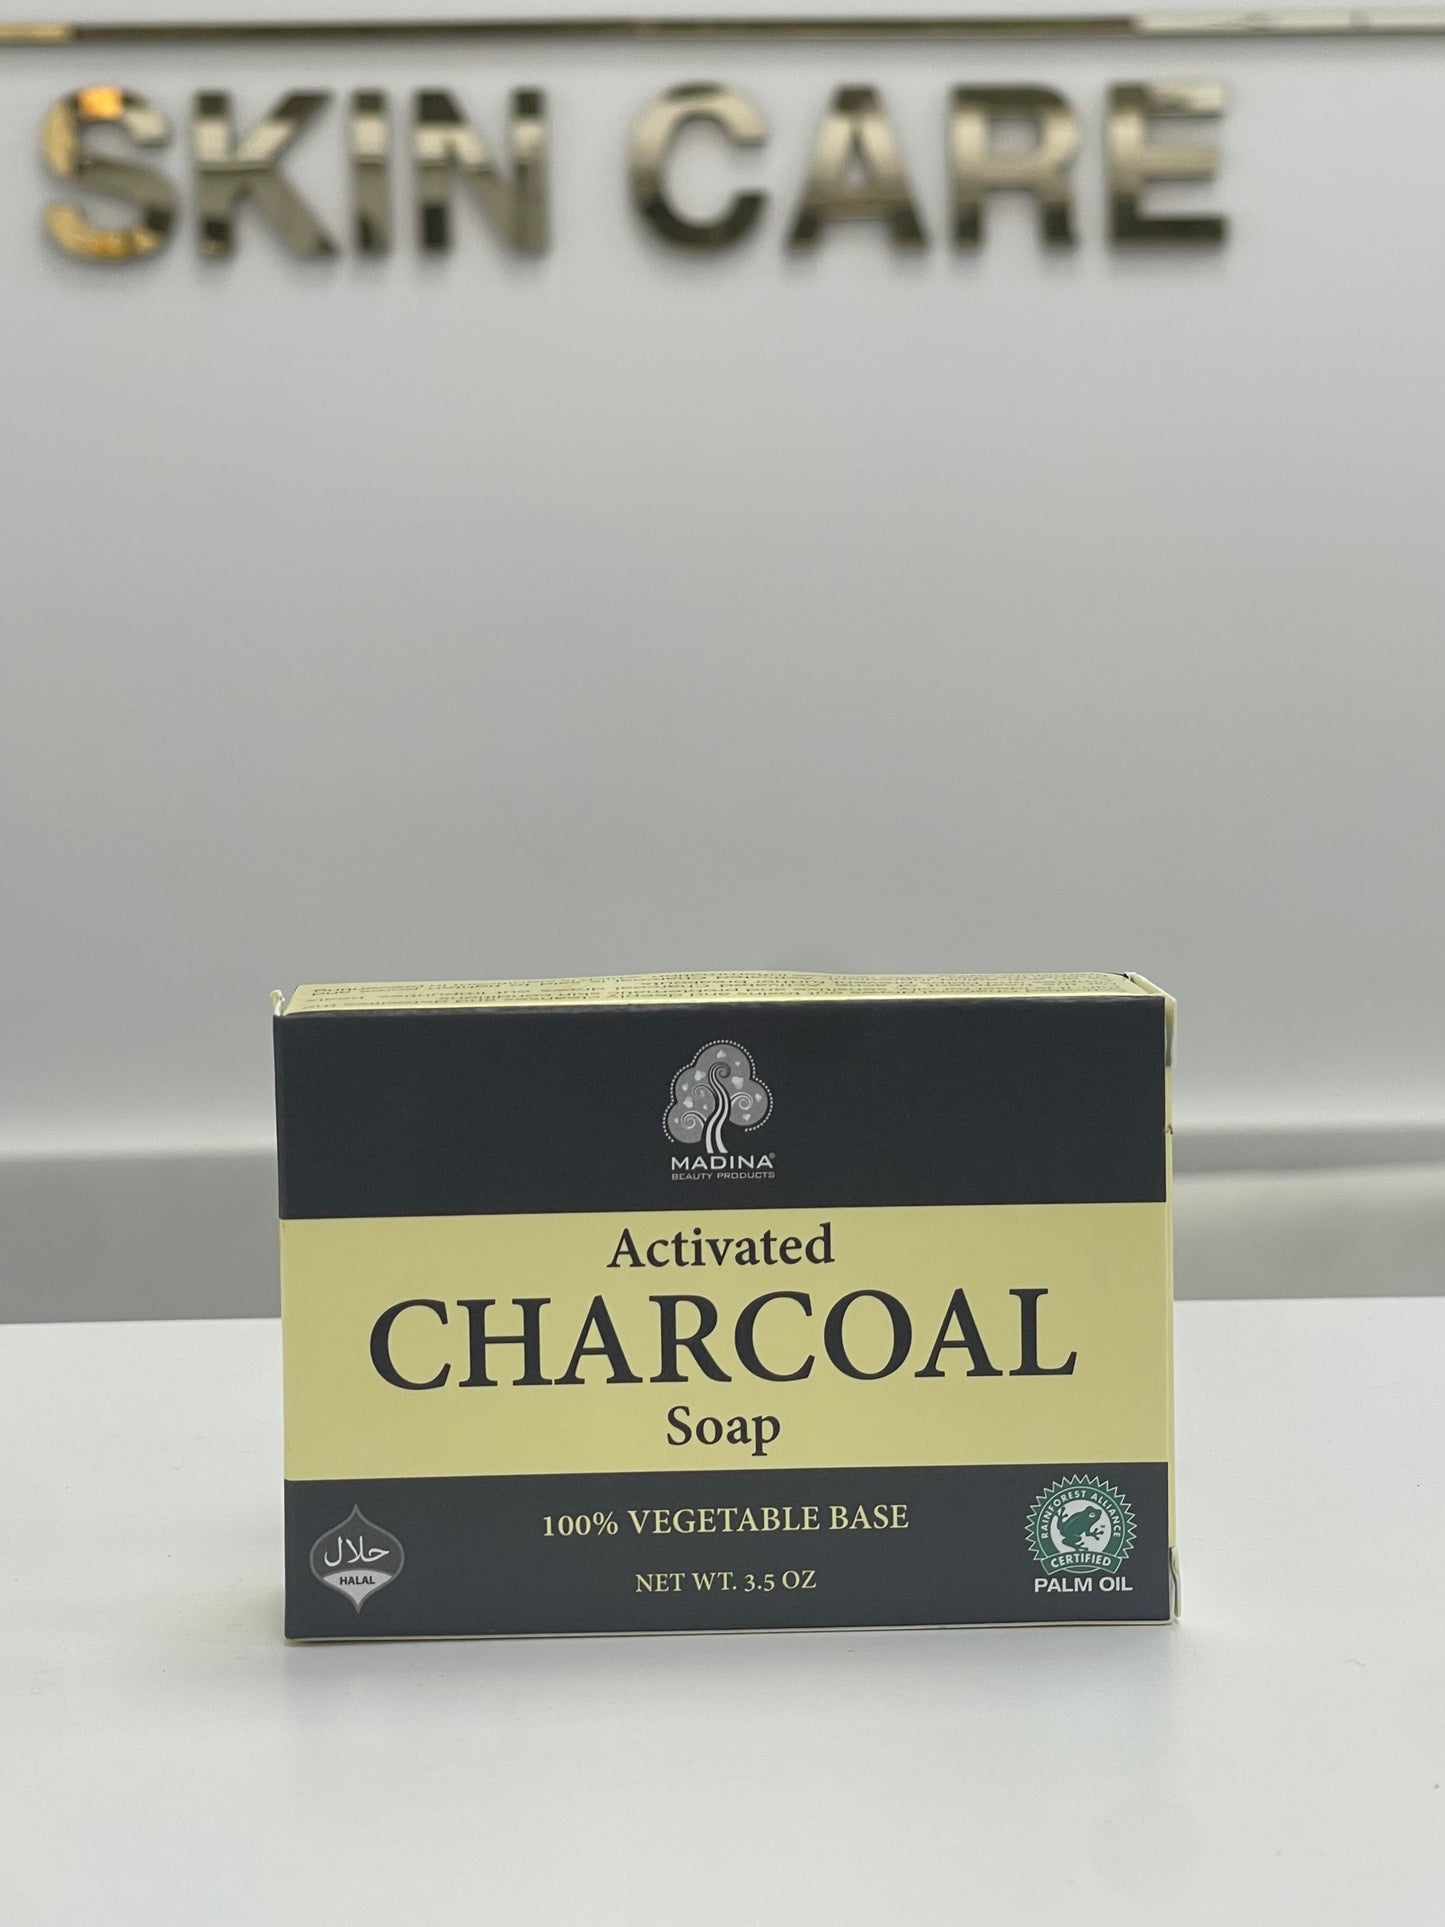 SKIN CARE
MADINA®
BEAUTY PRODUCTS
Activated
CHARCOAL
Soap
100% VEGETABLE BASE
NET WT. 3.5 OZ
حلال
HALAL
RAINFOREST ALLIANCE
CERTIFIED
PALM OIL